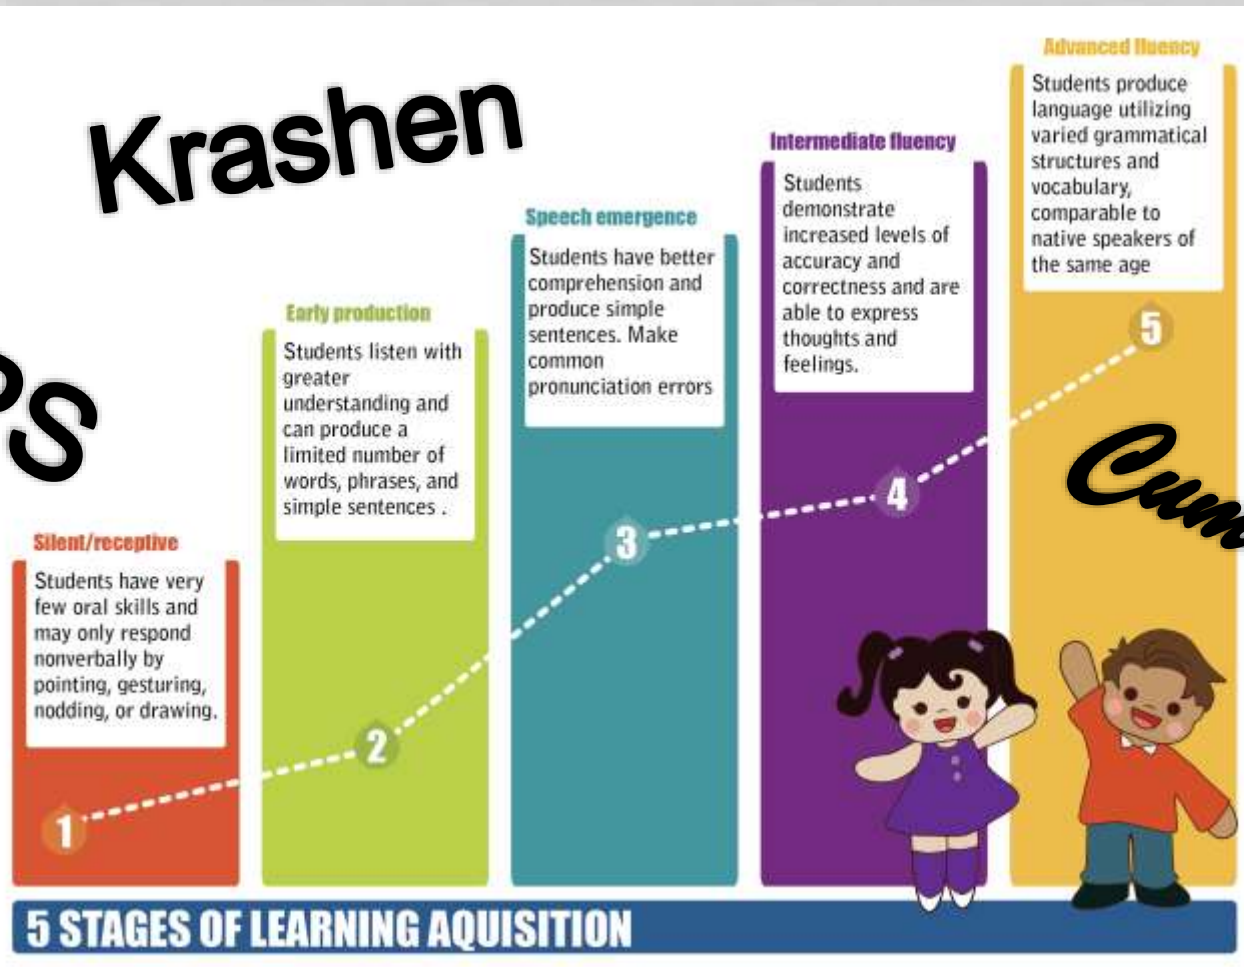 Krashen
Silent/receptive
Students have very
few oral skills and
may only respond
nonverbally by
pointing, gesturing,
nodding, or drawing.
1
Early production
Students listen with
greater
understanding and
can produce a
limited number of
words, phrases, and
simple sentences .
2
Speech emergence
Students have better
comprehension and
produce simple
sentences. Make
common
pronunciation errors
3
Intermediate fluency
Students
demonstrate
increased levels of
accuracy and
correctness and are
able to express
thoughts and
feelings.
4
Advanced fluency
Students produce
language utilizing
varied grammatical
structures and
vocabulary,
comparable to
native speakers of
the same age
5
5 STAGES OF LEARNING AQUISITION